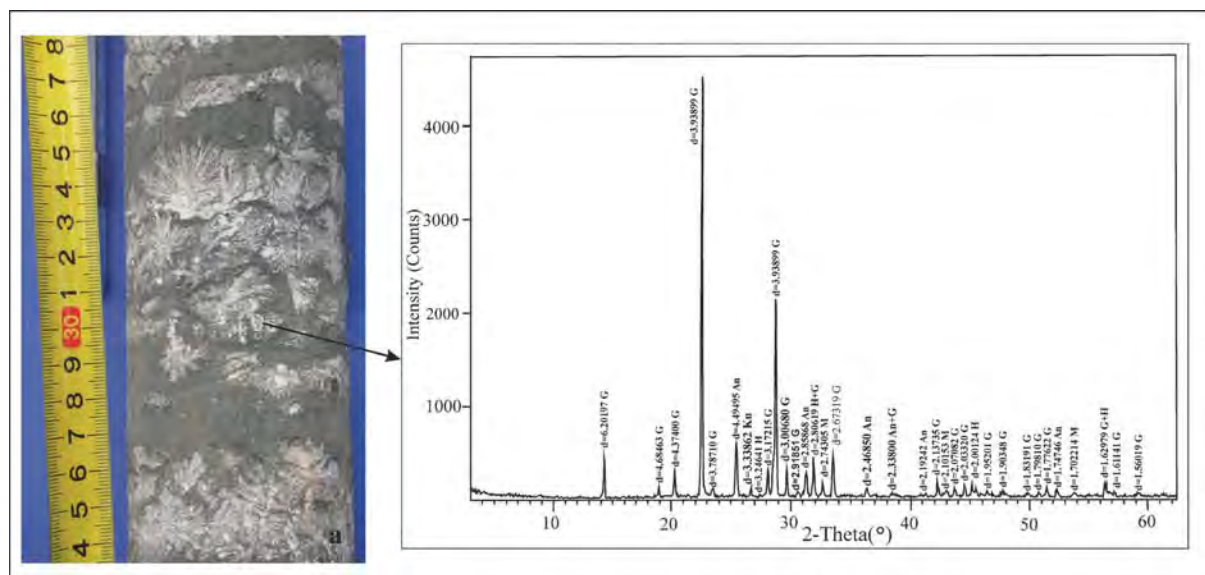 8
7
6
5
4
3
2
1
30
9
8
7
6
5
4
Intensity (Counts)
4000
3000
2000
1000
d=6.20197 G
d=4.68463 G
d=4.37400 G
d=3.93899 G
d=3.78710 G
d=4.49495 An
d=3.33862 Ku
d=3.24641 H
d=3.17215 G
d=3.93899 G
d=3.00680 G
d=2.91851 G
d=2.85868 An
d=2.80619 H+G
d=2.74305 M
d=2.67319 G
d=2.46850 An
d=2.33800 An+G
d=2.19242 An
d=2.13735 G
d=2.10153 M
d=2.07082 G
d=2.03320 G
d=2.00124 H
d=1.95201 G
d=1.90348 G
d=1.83191 G
d=1.79810 G
d=1.77622 G
d=1.74746 An
d=1.702214 M
d=1.62979 G+H
d=1.61141 G
d=1.56019 G
10
20
30
40
50
60
2-Theta(°)